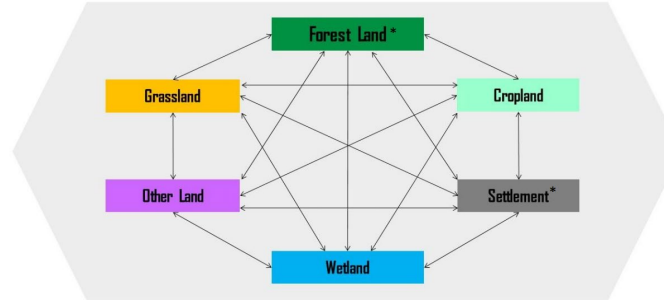 Forest Land *
Grassland
Cropland
Other Land
Settlement*
Wetland